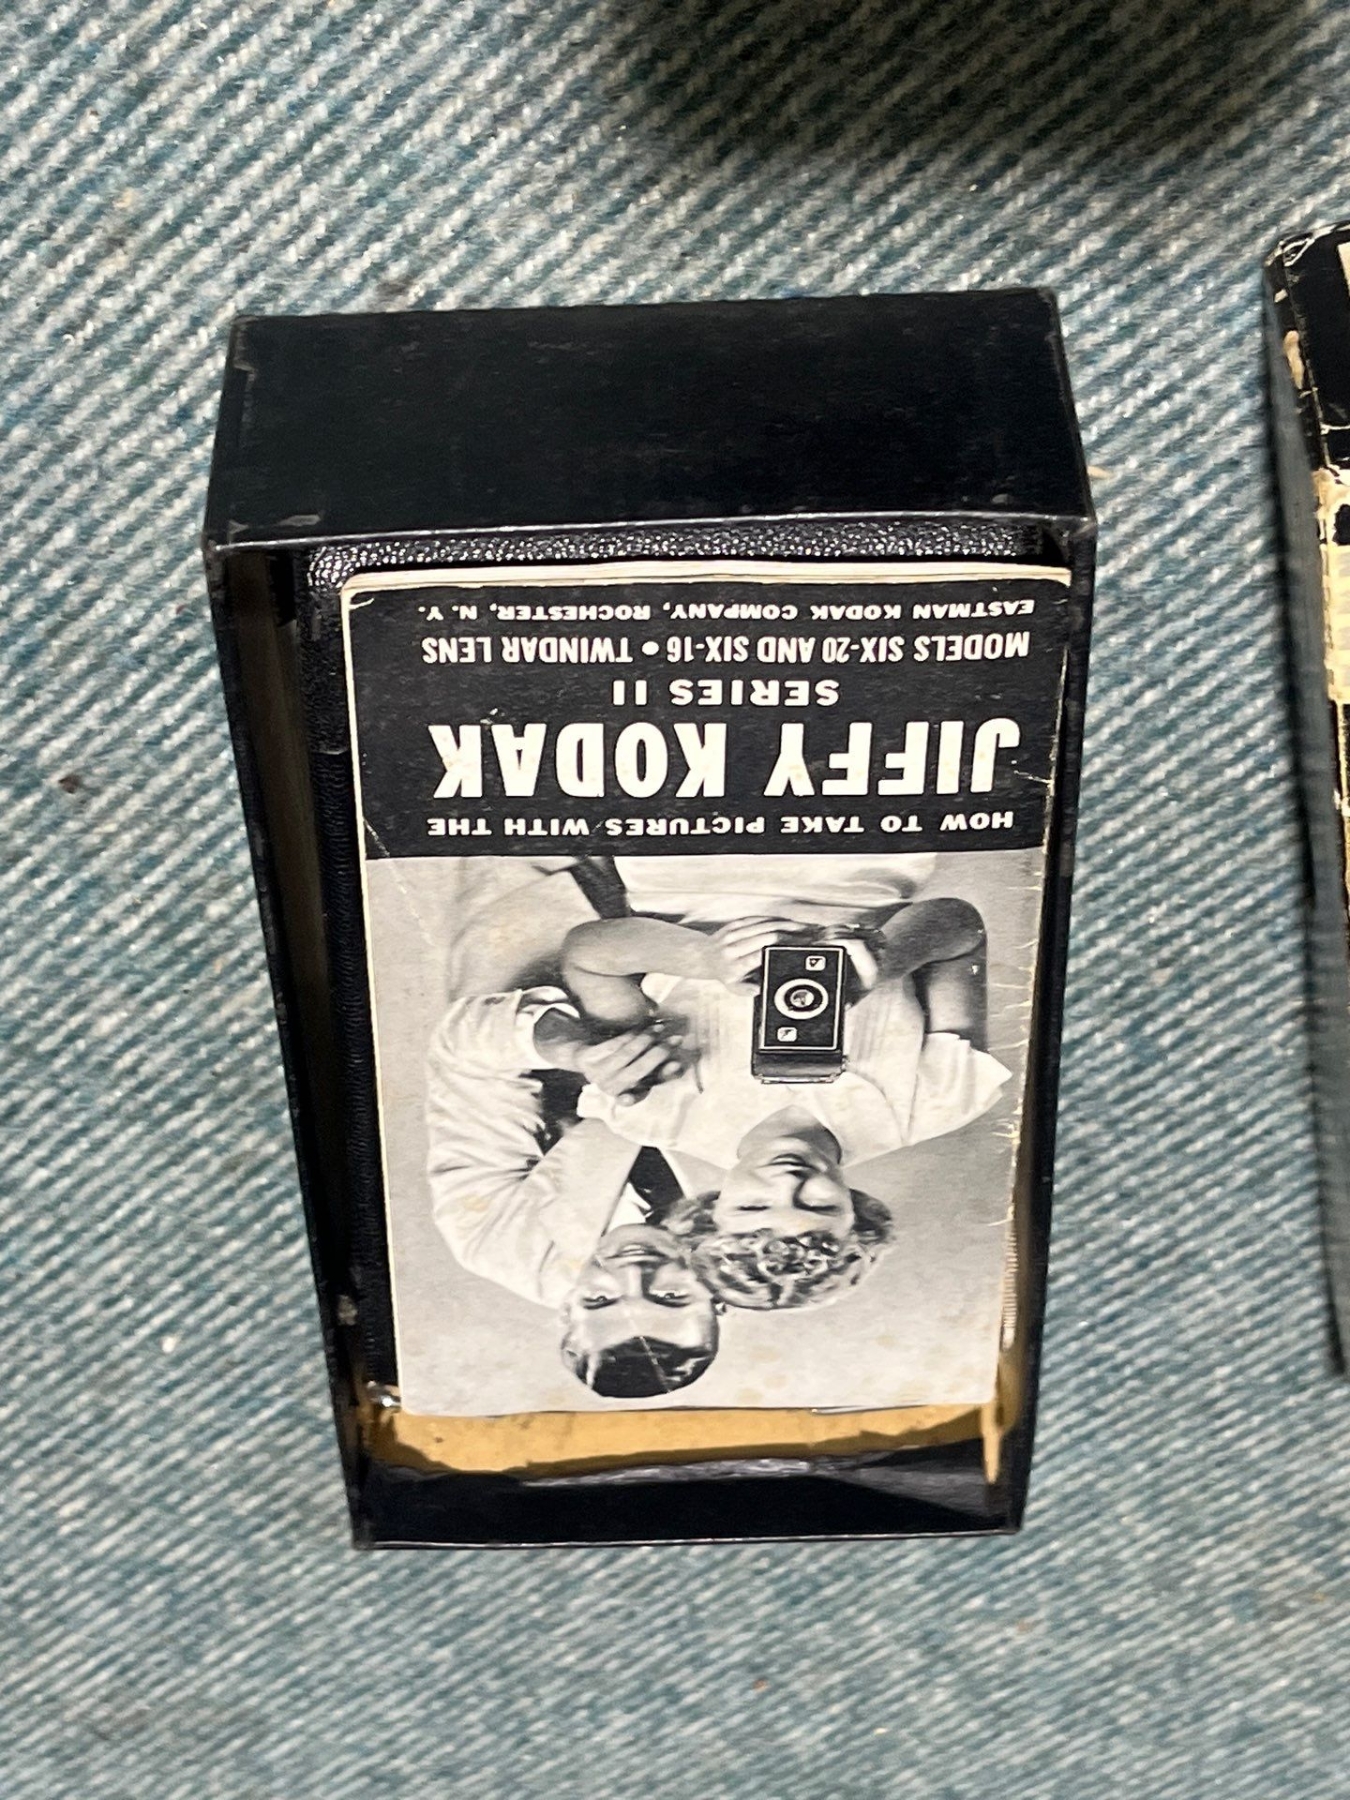 HOW TO TAKE PICTURES WITH THE
JIFFY KODAK
SERIES II
MODELS SIX-20 AND SIX-16 • TWINDAR LENS
EASTMAN KODAK COMPANY, ROCHESTER, N. Y.